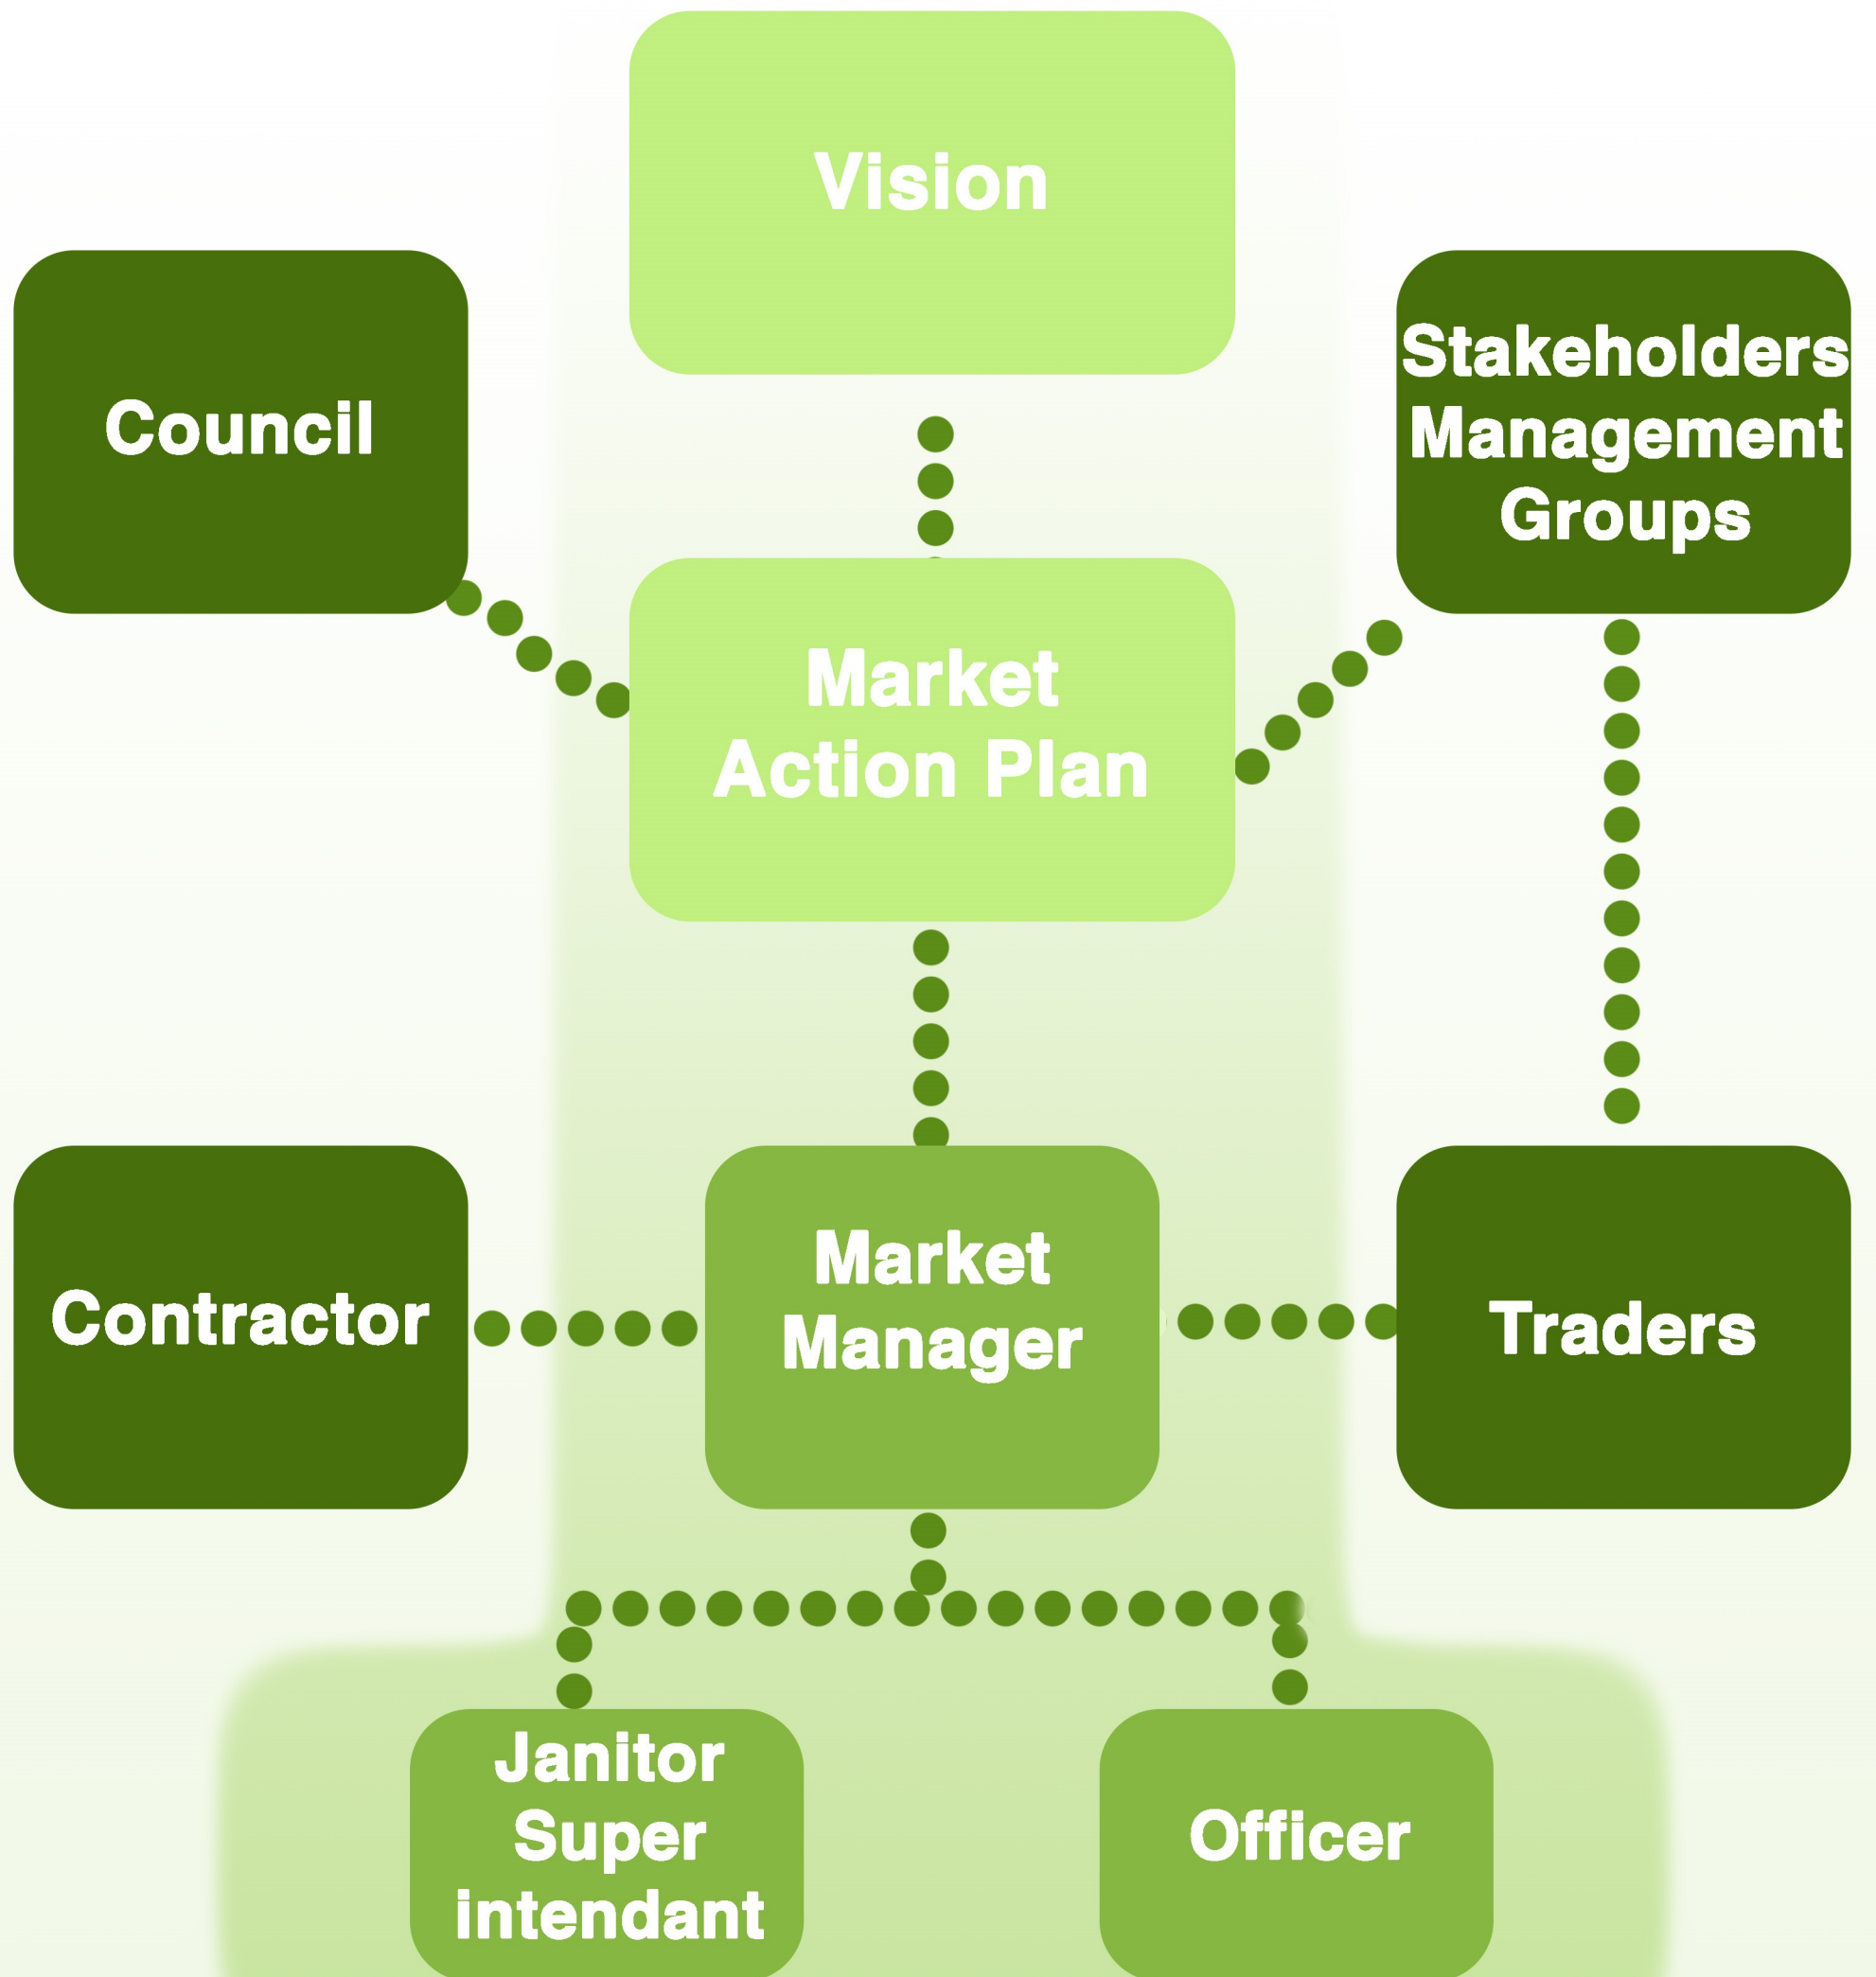 Vision
Council
Stakeholders
Management
Groups
Market
Action Plan
Contractor
Market
Manager
Traders
Janitor
Super
intendant
Officer